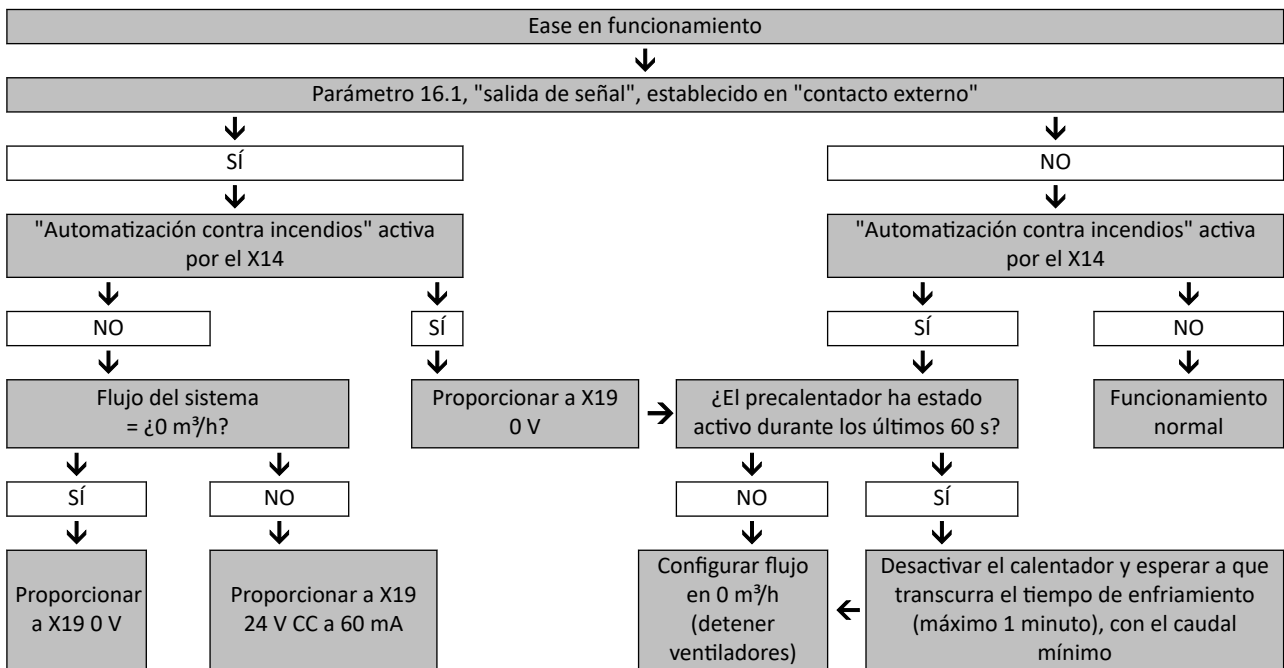 Ease en funcionamiento
Parámetro 16.1, "salida de señal", establecido en "contacto externo"
SÍ
NO
"Automatización contra incendios" activa
por el X14
"Automatización contra incendios" activa
por el X14
NO
SÍ
SÍ
NO
Flujo del sistema
= ¿0 m³/h?
Proporcionar a X19
0 V
¿El precalentador ha estado
activo durante los últimos 60 s?
Funcionamiento
normal
SÍ
NO
NO
SÍ
Proporcionar
a X19 0 V
Proporcionar a X19
24 V CC a 60 mA
Configurar flujo
en 0 m³/h
(detener
ventiladores)
Desactivar el calentador y esperar a que
transcurra el tiempo de enfriamiento
(máximo 1 minuto), con el caudal
mínimo